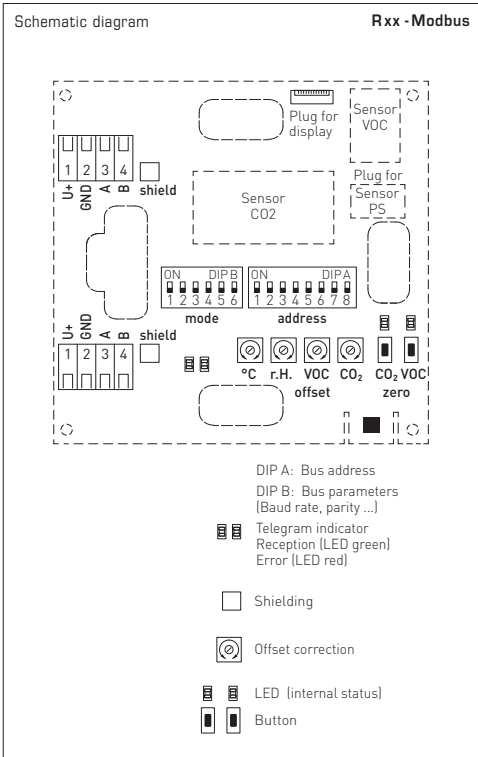 Schematic diagram
Rxx - Modbus
Plug for
display
Sensor
VOC
Plug for
Sensor
PS
Sensor
CO2
1 2 3 4
U+ GND A B
shield
ON DIP B
1 2 3 4 5 6
mode
ON DIP A
1 2 3 4 5 6 7 8
address
U+ GND A B
shield
1 2 3 4
°C r.H. VOC CO₂ CO₂ VOC
offset zero
DIP A: Bus address
DIP B: Bus parameters
(Baud rate, parity ...)
Telegram indicator
Reception (LED green)
Error (LED red)
Shielding
Offset correction
LED (internal status)
Button